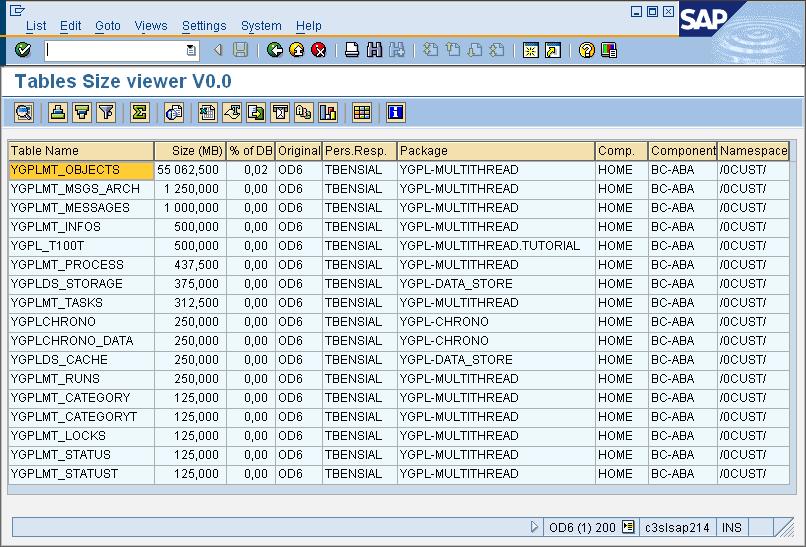 List Edit Goto Views Settings System Help
SAP
Tables Size viewer V0.0
Table Name Size (MB) % of DB Original Pers.Resp. Package Comp. Component Namespace
YGPLMT_OBJECTS 55 062,500 0,02 OD6 TBENSIAL YGPL-MULTITHREAD HOME BC-ABA /0CUST/
YGPLMT_MSGS_ARCH 1 250,000 0,00 OD6 TBENSIAL YGPL-MULTITHREAD HOME BC-ABA /0CUST/
YGPLMT_MESSAGES 1 000,000 0,00 OD6 TBENSIAL YGPL-MULTITHREAD HOME BC-ABA /0CUST/
YGPLMT_INFOS 500,000 0,00 OD6 TBENSIAL YGPL-MULTITHREAD HOME BC-ABA /0CUST/
YGPL_T100T 500,000 0,00 OD6 TBENSIAL YGPL-MULTITHREAD.TUTORIAL HOME BC-ABA /0CUST/
YGPLMT_PROCESS 437,500 0,00 OD6 TBENSIAL YGPL-MULTITHREAD HOME BC-ABA /0CUST/
YGPLDS_STORAGE 375,000 0,00 OD6 TBENSIAL YGPL-DATA_STORE HOME BC-ABA /0CUST/
YGPLMT_TASKS 312,500 0,00 OD6 TBENSIAL YGPL-MULTITHREAD HOME BC-ABA /0CUST/
YGPLCHRONO 250,000 0,00 OD6 TBENSIAL YGPL-CHRONO HOME BC-ABA /0CUST/
YGPLCHRONO_DATA 250,000 0,00 OD6 TBENSIAL YGPL-CHRONO HOME BC-ABA /0CUST/
YGPLDS_CACHE 250,000 0,00 OD6 TBENSIAL YGPL-DATA_STORE HOME BC-ABA /0CUST/
YGPLMT_RUNS 250,000 0,00 OD6 TBENSIAL YGPL-MULTITHREAD HOME BC-ABA /0CUST/
YGPLMT_CATEGORY 125,000 0,00 OD6 TBENSIAL YGPL-MULTITHREAD HOME BC-ABA /0CUST/
YGPLMT_CATEGORYT 125,000 0,00 OD6 TBENSIAL YGPL-MULTITHREAD HOME BC-ABA /0CUST/
YGPLMT_LOCKS 125,000 0,00 OD6 TBENSIAL YGPL-MULTITHREAD HOME BC-ABA /0CUST/
YGPLMT_STATUS 125,000 0,00 OD6 TBENSIAL YGPL-MULTITHREAD HOME BC-ABA /0CUST/
YGPLMT_STATUST 125,000 0,00 OD6 TBENSIAL YGPL-MULTITHREAD HOME BC-ABA /0CUST/
OD6 (1) 200 c3slsap214 INS